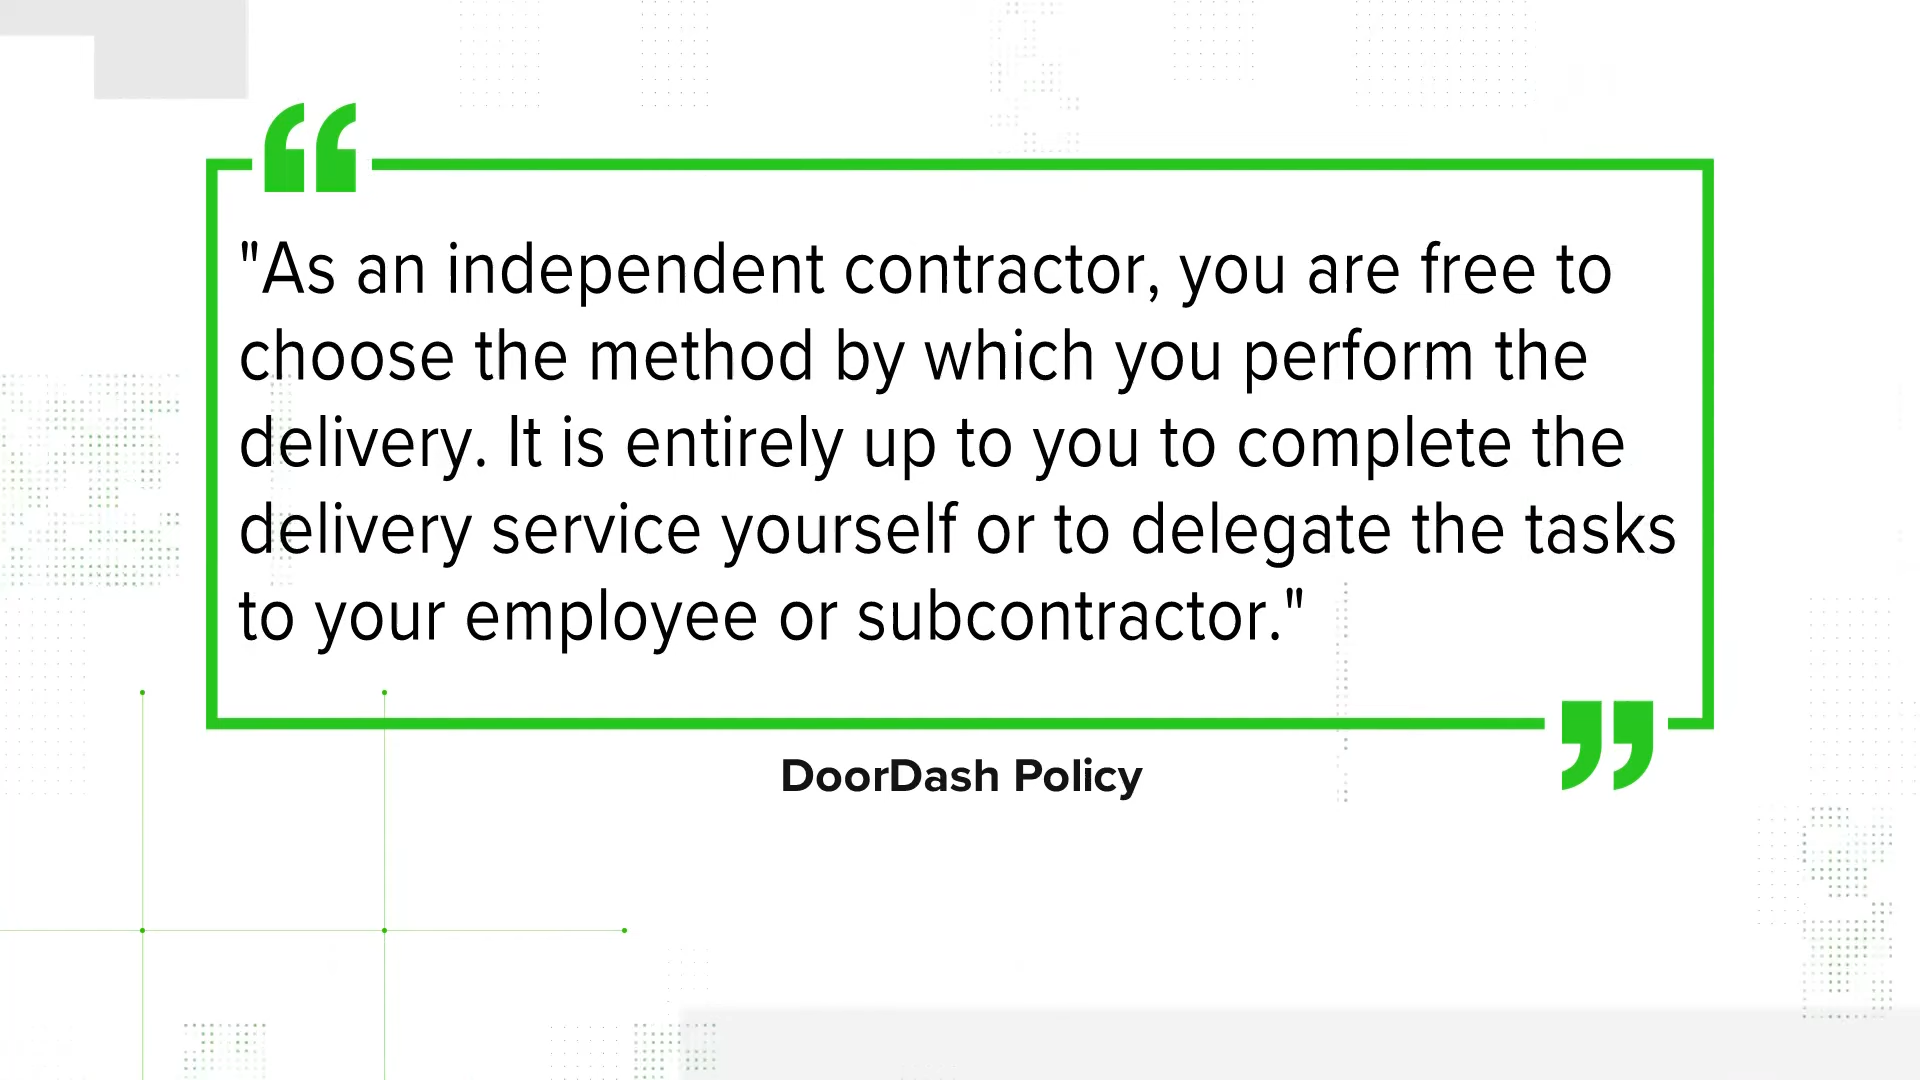 "As an independent contractor, you are free to
choose the method by which you perform the
delivery. It is entirely up to you to complete the
delivery service yourself or to delegate the tasks
to your employee or subcontractor."
DoorDash Policy